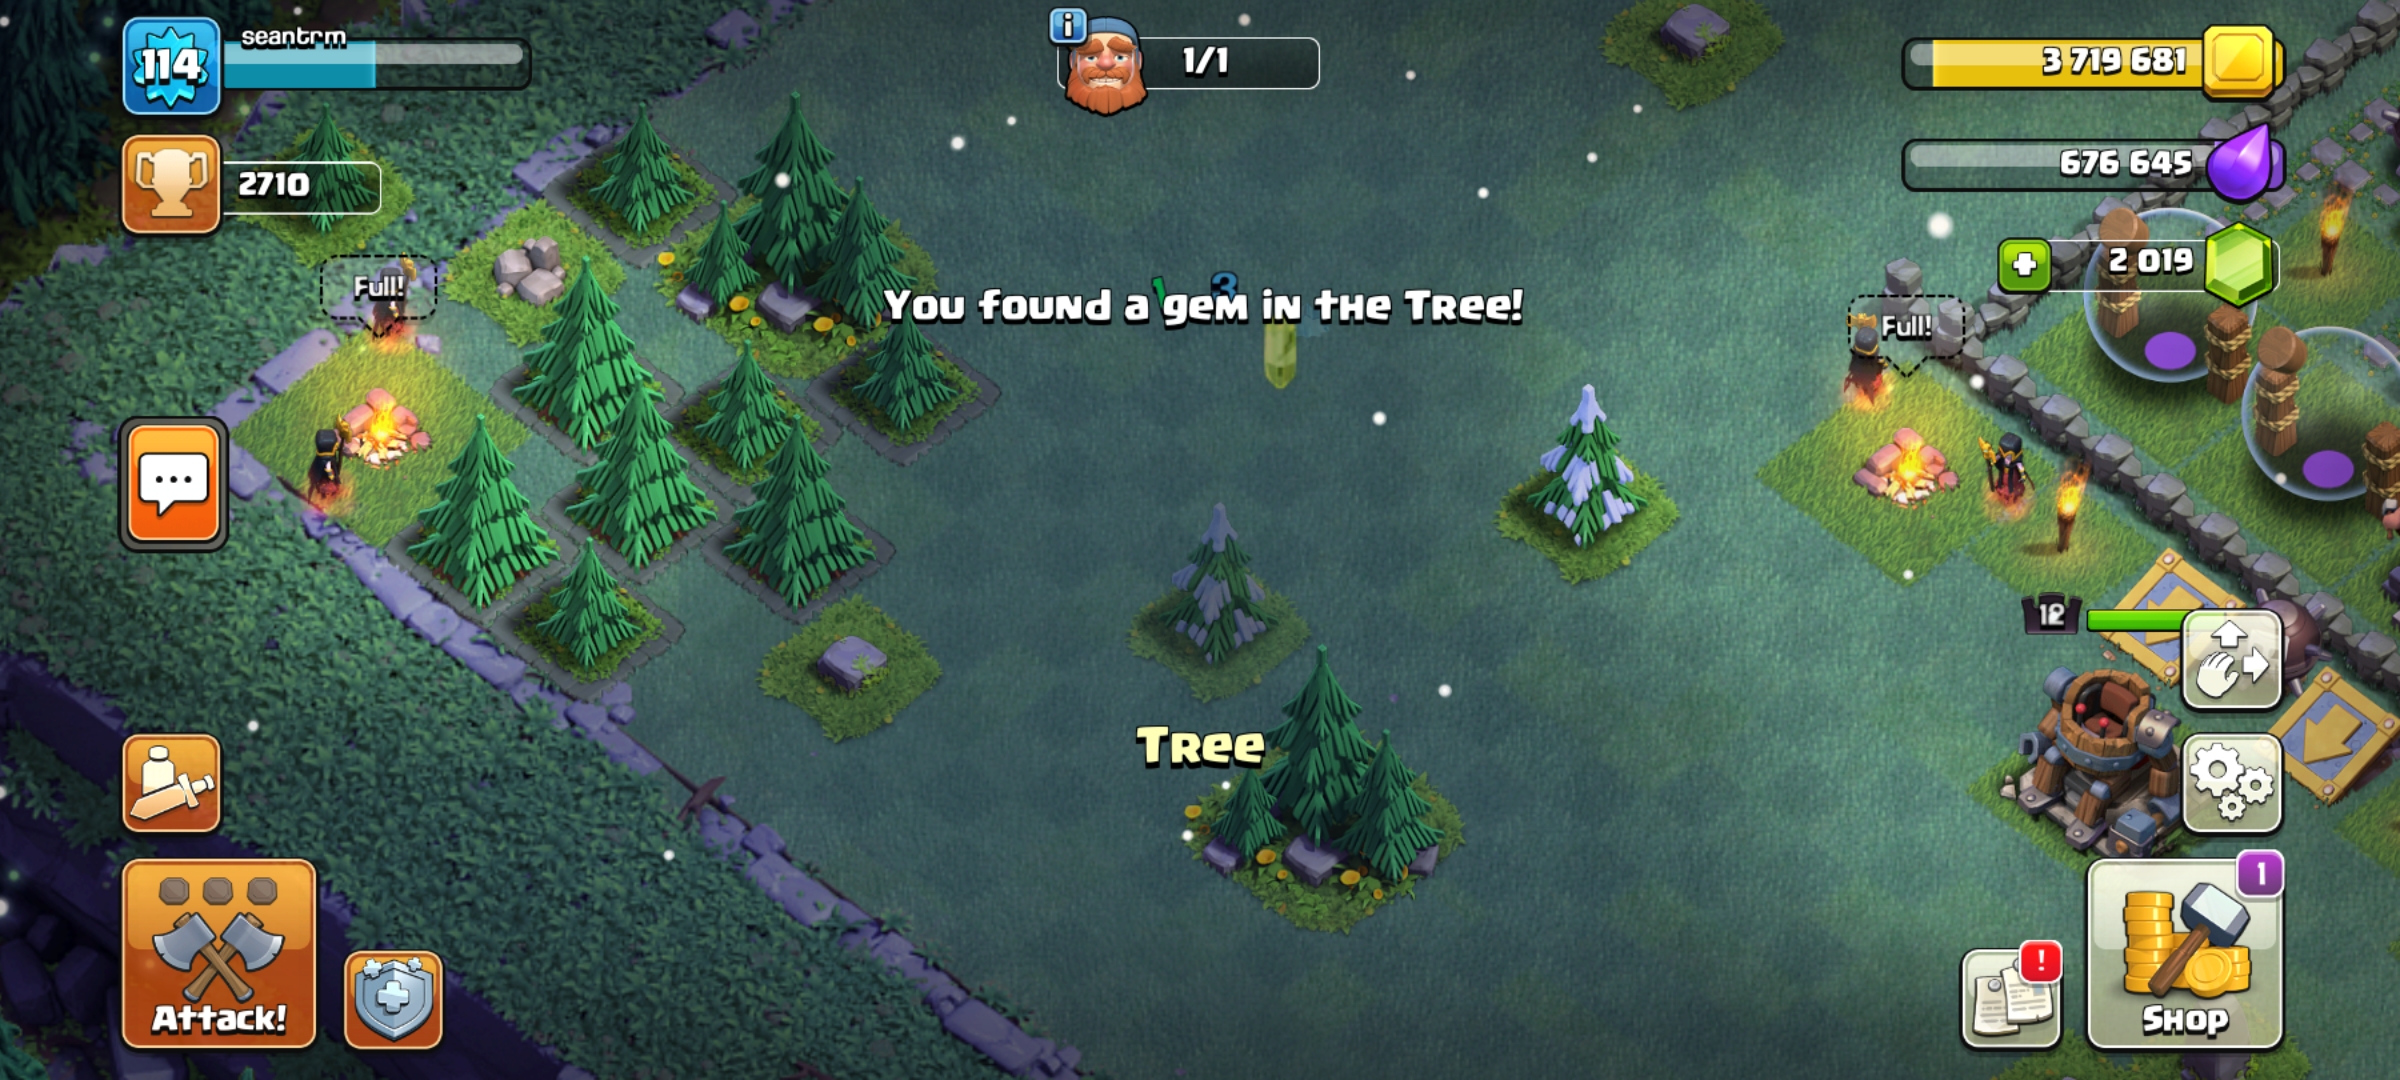 114
seantrm
1/1
3 719 681
2710
676 645
2 019
Full!
You found a gem in the Tree!
3
Full!
12
Tree
1
Attack!
!
Shop